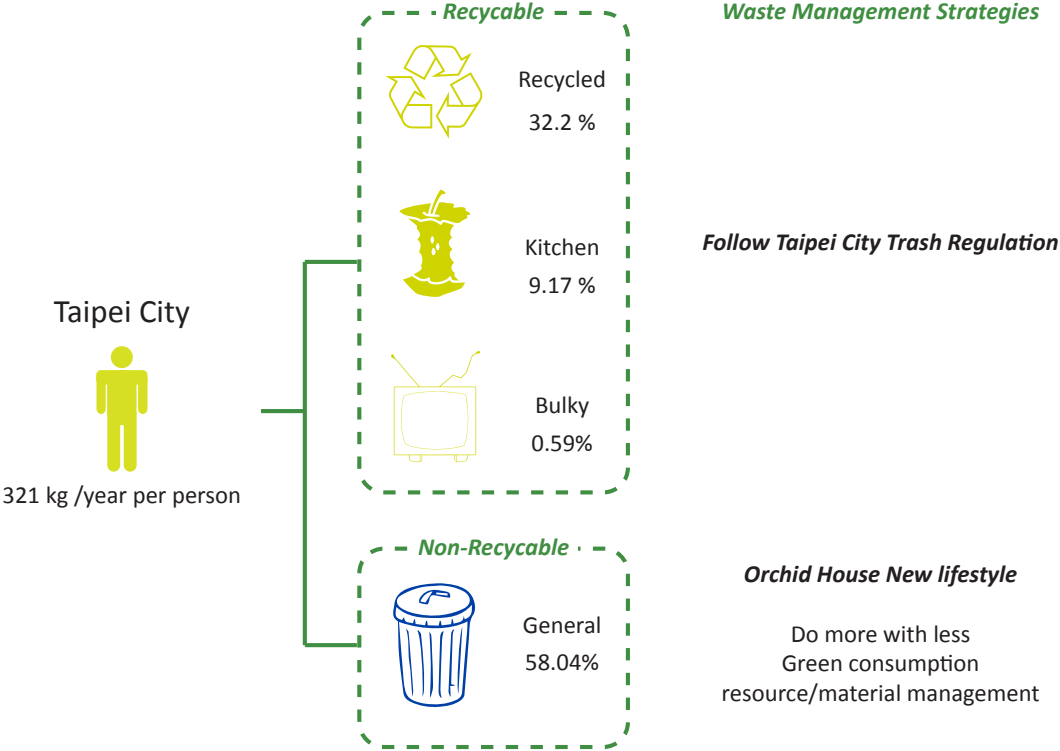 Recyable
Waste Management Strategies
Recycled
32.2 %
Kitchen
9.17 %
Follow Taipei City Trash Regulation
Taipei City
Bulky
0.59%
321 kg /year per person
Non-Recyable
Orchid House New lifestyle
General
58.04%
Do more with less
Green consumption
resource/material management